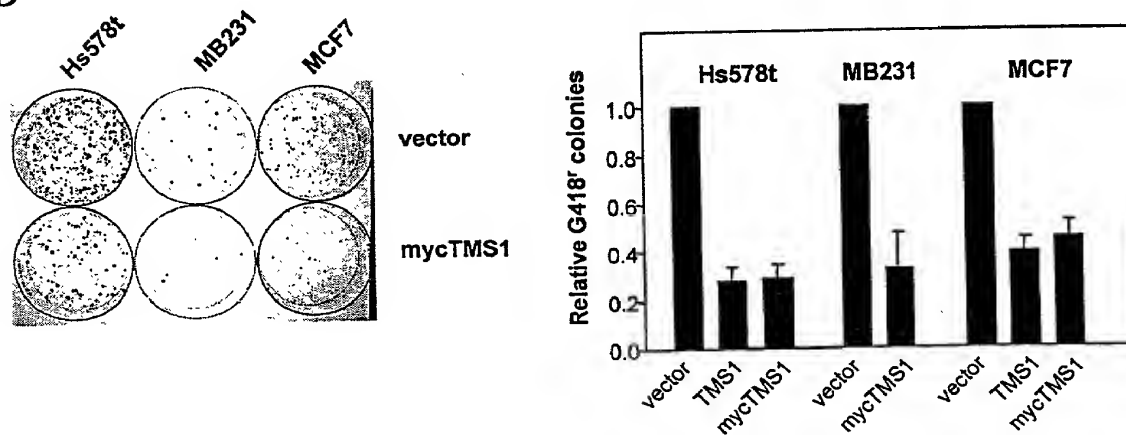 Hs578t MB231 MCF7
vector
mycTMS1
Hs578t MB231 MCF7
Relative G418ʳ colonies
1.0
0.8
0.6
0.4
0.2
0.0
vector TMS1 mycTMS1 vector mycTMS1 vector TMS1 mycTMS1